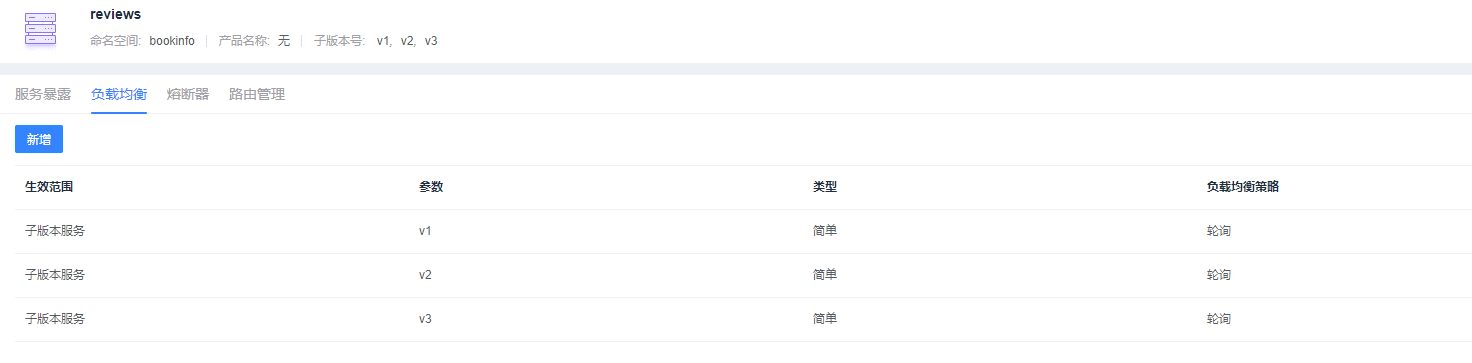 reviews
命名空间: bookinfo 产品名称: 无 子版本号: v1, v2, v3
服务暴露 负载均衡 熔断器 路由管理
新增
生效范围 参数 类型 负载均衡策略
子版本服务 v1 简单 轮询
子版本服务 v2 简单 轮询
子版本服务 v3 简单 轮询